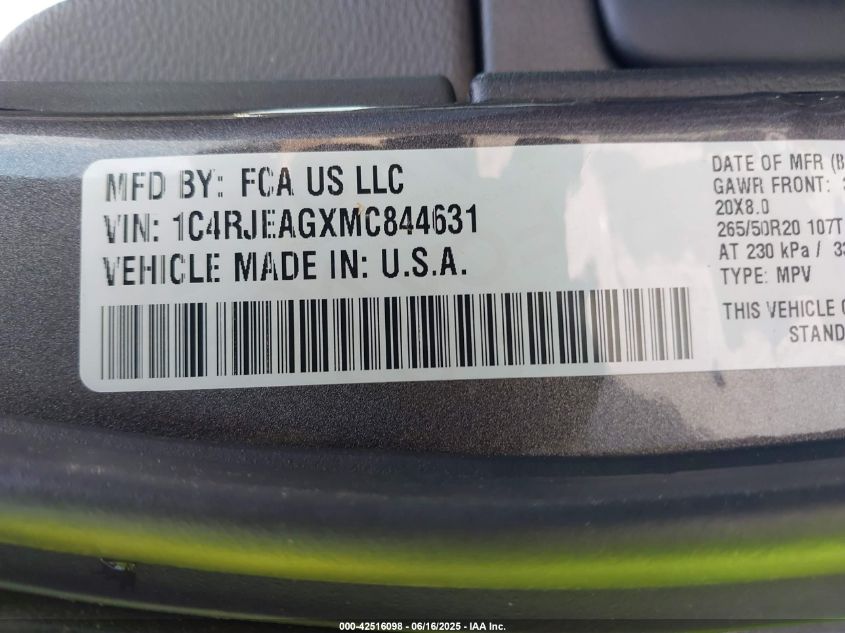 MFD BY: FCA US LLC
VIN: 1C4RJEAGXMC844631
VEHICLE MADE IN: U.S.A.
DATE OF MFR (B
GAWR FRONT:
20X8.0
265/50R20 107T
AT 230 kPa / 33
TYPE: MPV
THIS VEHICLE
STAND
000-42516098 - 06/16/2025 - IAA Inc.